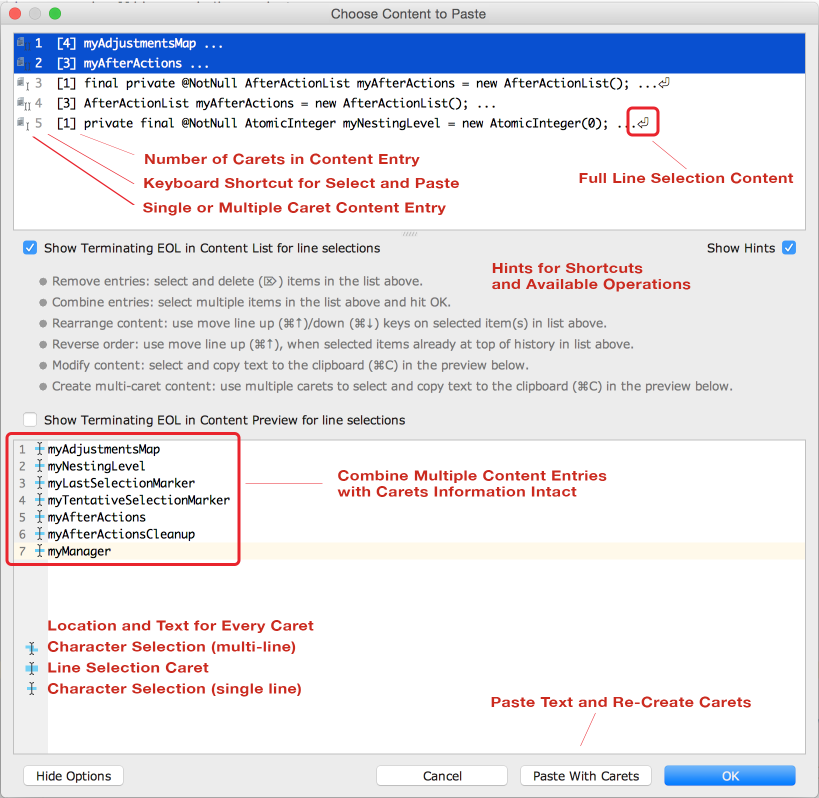 Choose Content to Paste
1 [4] myAdjustmentsMap ...
2 [3] myAfterActions ...
3 [1] final private @NotNull AfterActionList myAfterActions = new AfterActionList(); ...⏎
4 [3] AfterActionList myAfterActions = new AfterActionList(); ...
5 [1] private final @NotNull AtomicInteger myNestingLevel = new AtomicInteger(0); ...⏎
Number of Carets in Content Entry
Keyboard Shortcut for Select and Paste
Full Line Selection Content
Single or Multiple Caret Content Entry
Show Terminating EOL in Content List for line selections
Show Hints
Hints for Shortcuts
and Available Operations
● Remove entries: select and delete (⌦) items in the list above.
● Combine entries: select multiple items in the list above and hit OK.
● Rearrange content: use move line up (⌘↑)/down (⌘↓) keys on selected item(s) in list above.
● Reverse order: use move line up (⌘↑), when selected items already at top of history in list above.
● Modify content: select and copy text to the clipboard (⌘C) in the preview below.
● Create multi-caret content: use multiple carets to select and copy text to the clipboard (⌘C) in the preview below.
Show Terminating EOL in Content Preview for line selections
1 myAdjustmentsMap
2 myNestingLevel
3 myLastSelectionMarker
4 myTentativeSelectionMarker
5 myAfterActions
6 myAfterActionsCleanup
7 myManager
Combine Multiple Content Entries
with Carets Information Intact
Location and Text for Every Caret
Character Selection (multi-line)
Line Selection Caret
Character Selection (single line)
Paste Text and Re-Create Carets
Hide Options
Cancel
Paste With Carets
OK